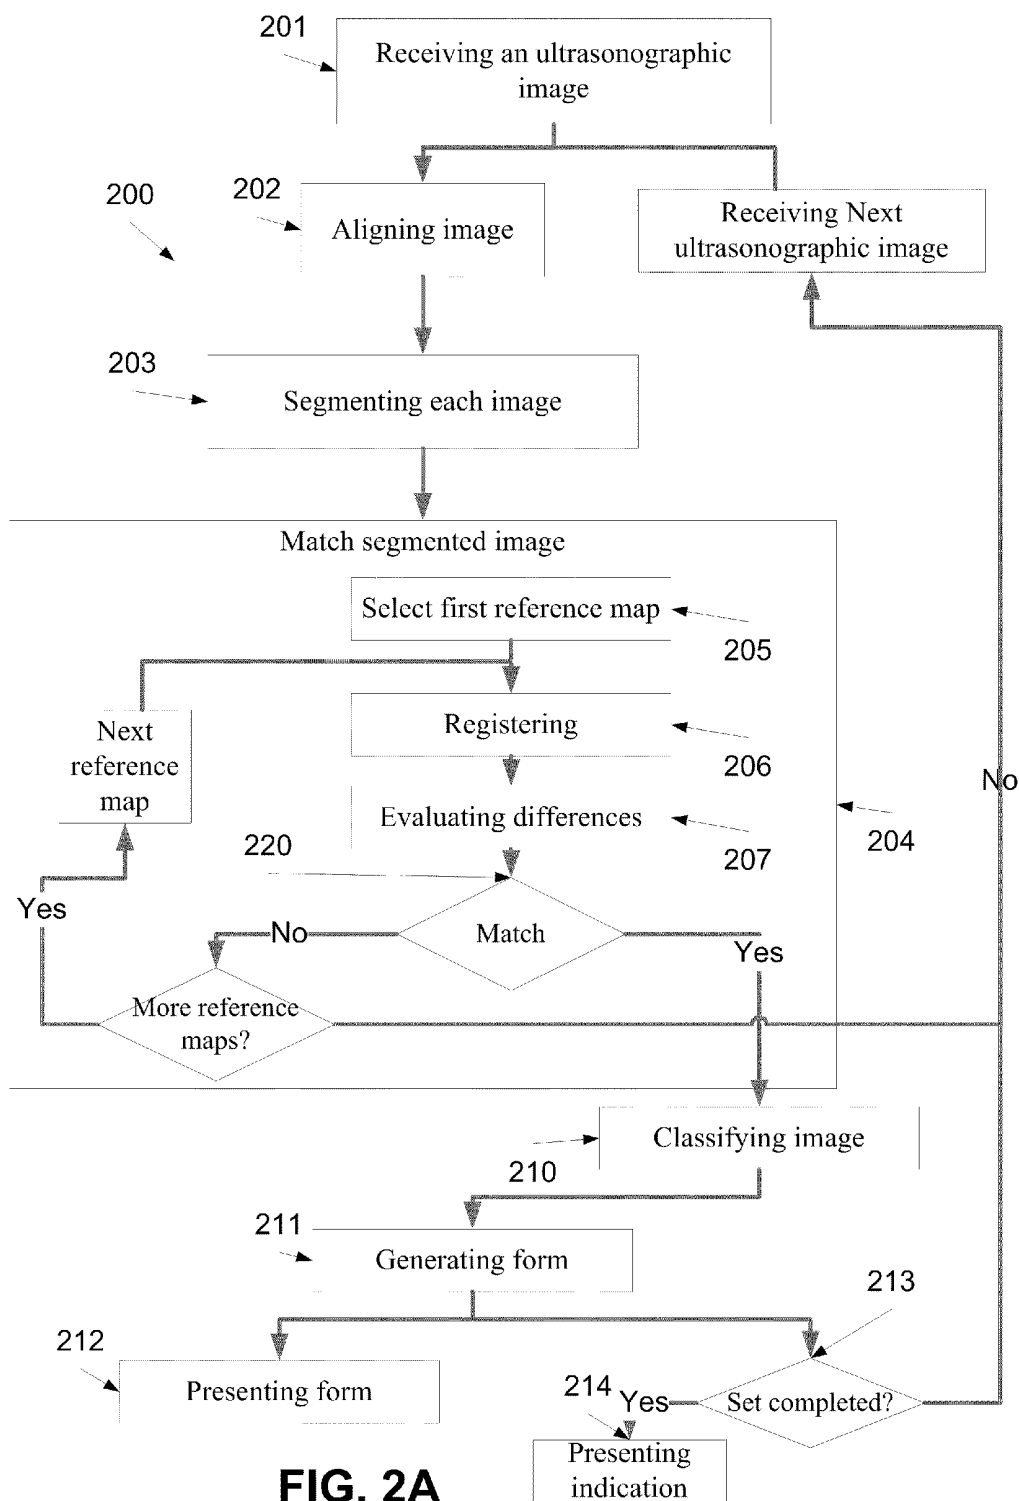 201
Receiving an ultrasonographic
image
202
200
Aligning image
Receiving Next
ultrasonographic image
203
Segmenting each image
Match segmented image
Select first reference map
205
Next
reference
map
Registering
206
No
Evaluating differences
207
204
220
Yes
No
Match
Yes
More reference
maps?
Classifying image
210
211
Generating form
213
212
Presenting form
214
Yes
Set completed?
Presenting
indication
FIG. 2A